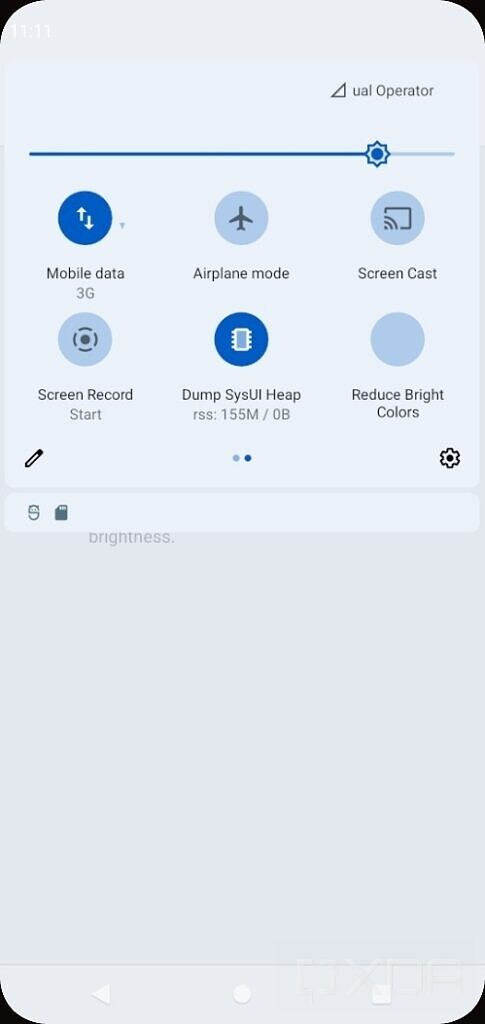 11:11
ual Operator
Mobile data
3G
Airplane mode
Screen Cast
Screen Record
Start
Dump SysUI Heap
rss: 155M / 0B
Reduce Bright
Colors
brightness.
XDA